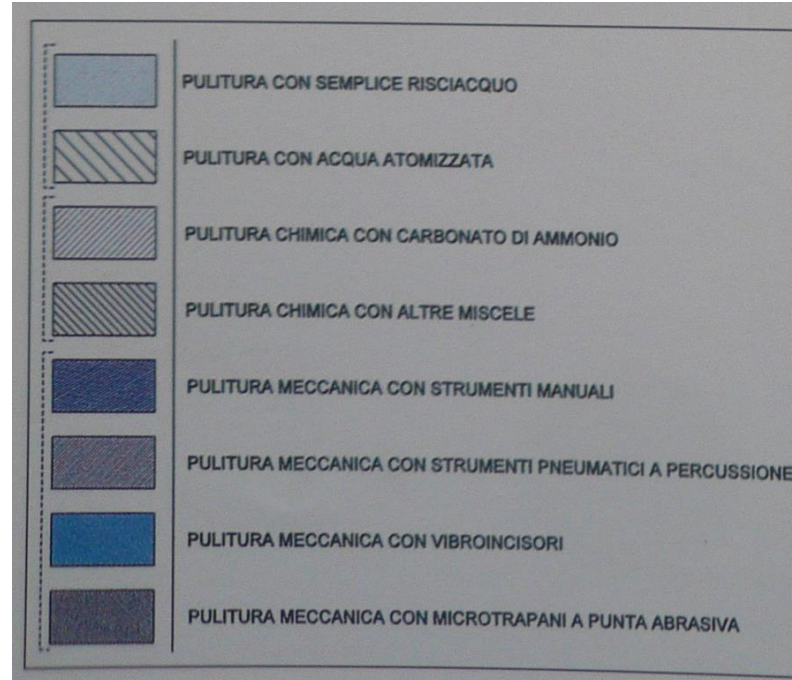 PULITURA CON SEMPLICE RISCIACQUO
PULITURA CON ACQUA ATOMIZZATA
PULITURA CHIMICA CON CARBONATO DI AMMONIO
PULITURA CHIMICA CON ALTRE MISCELE
PULITURA MECCANICA CON STRUMENTI MANUALI
PULITURA MECCANICA CON STRUMENTI PNEUMATICI A PERCUSSIONE
PULITURA MECCANICA CON VIBROINCISORI
PULITURA MECCANICA CON MICROTRAPANI A PUNTA ABRASIVA